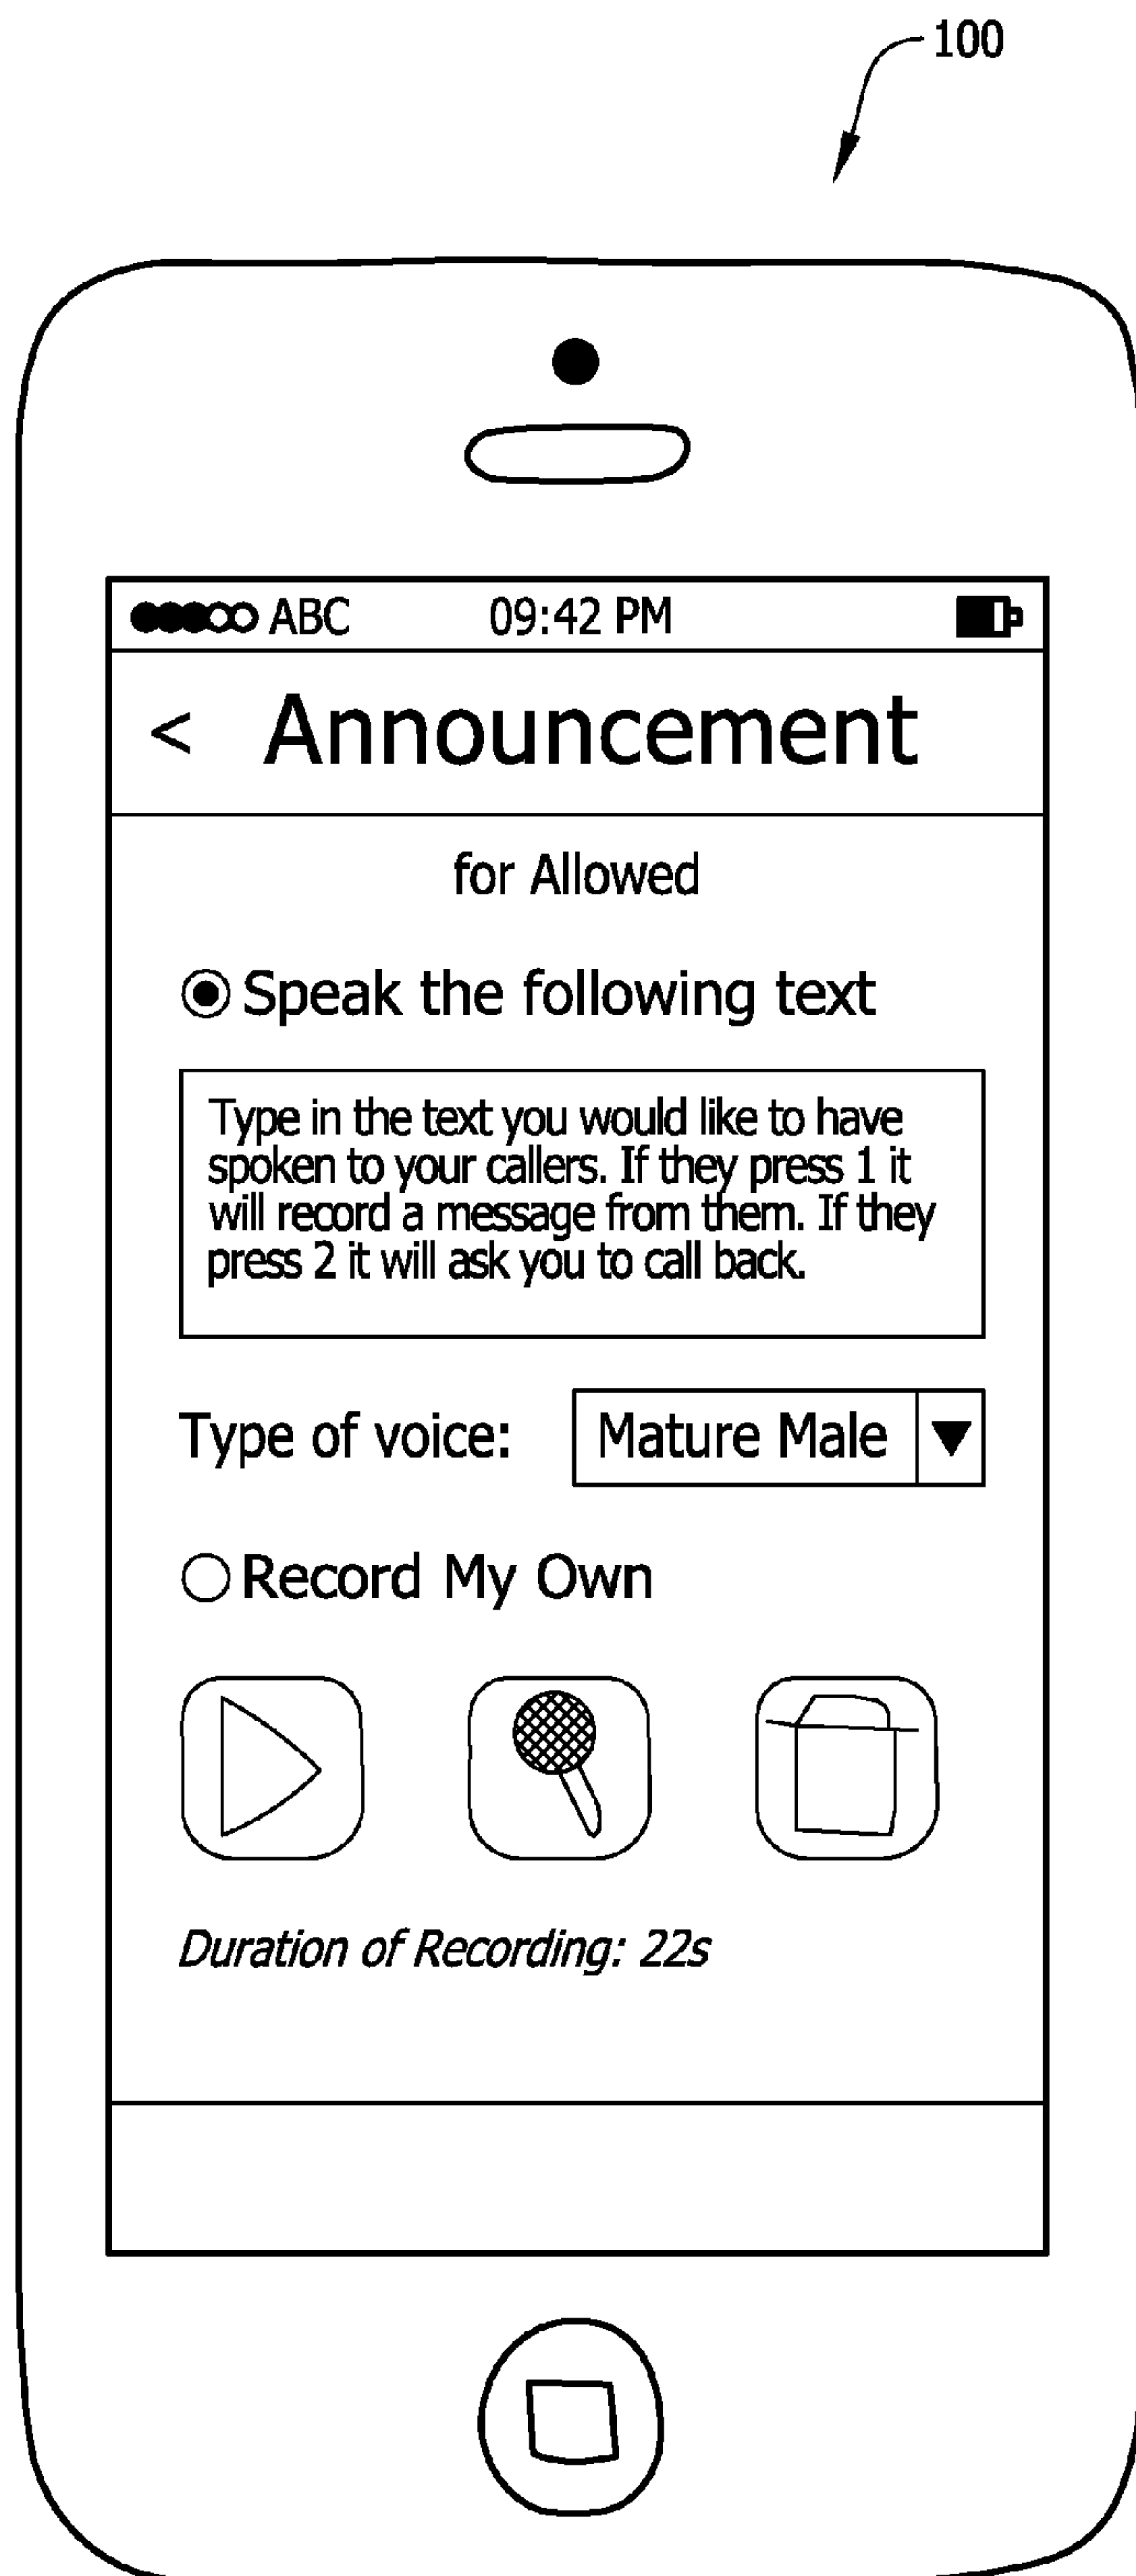 100
ABC 09:42 PM
< Announcement
for Allowed
Speak the following text
Type in the text you would like to have
spoken to your callers. If they press 1 it
will record a message from them. If they
press 2 it will ask you to call back.
Type of voice: Mature Male
Record My Own
Duration of Recording: 22s